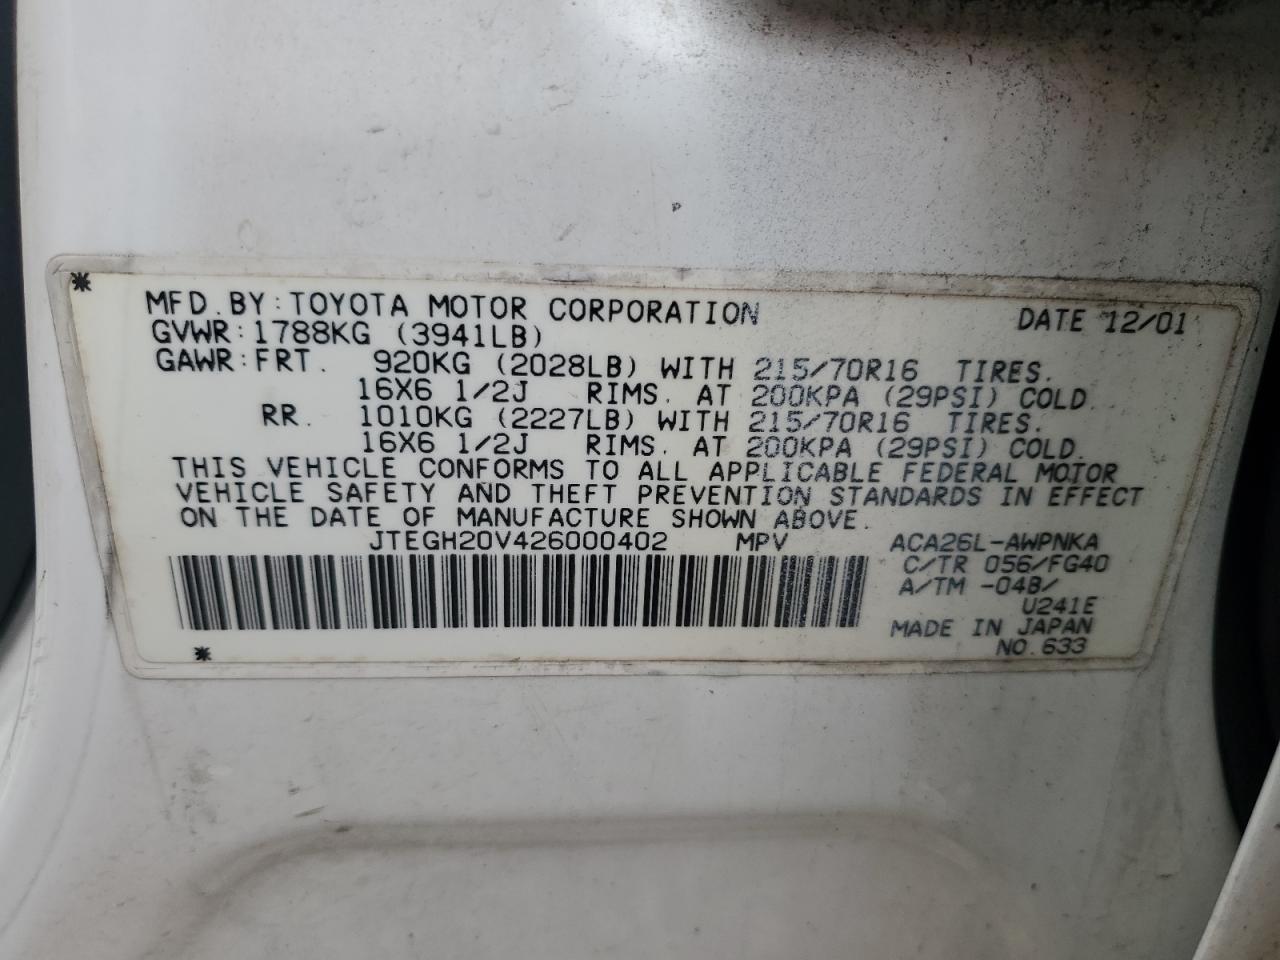 MFD. BY: TOYOTA MOTOR CORPORATION DATE 12/01
GVWR: 1788KG (3941LB)
GAWR: FRT. 920KG (2028LB) WITH 215/70R16 TIRES.
16X6 1/2J RIMS. AT 200KPA (29PSI) COLD.
RR. 1010KG (2227LB) WITH 215/70R16 TIRES.
16X6 1/2J RIMS. AT 200KPA (29PSI) COLD.
THIS VEHICLE CONFORMS TO ALL APPLICABLE FEDERAL MOTOR
VEHICLE SAFETY AND THEFT PREVENTION STANDARDS IN EFFECT
ON THE DATE OF MANUFACTURE SHOWN ABOVE.
JTEGH20V426000402 MPV ACA26L-AWPNKA
C/TR 056/FG40
A/TM -04B/
U241E
MADE IN JAPAN
NO. 633